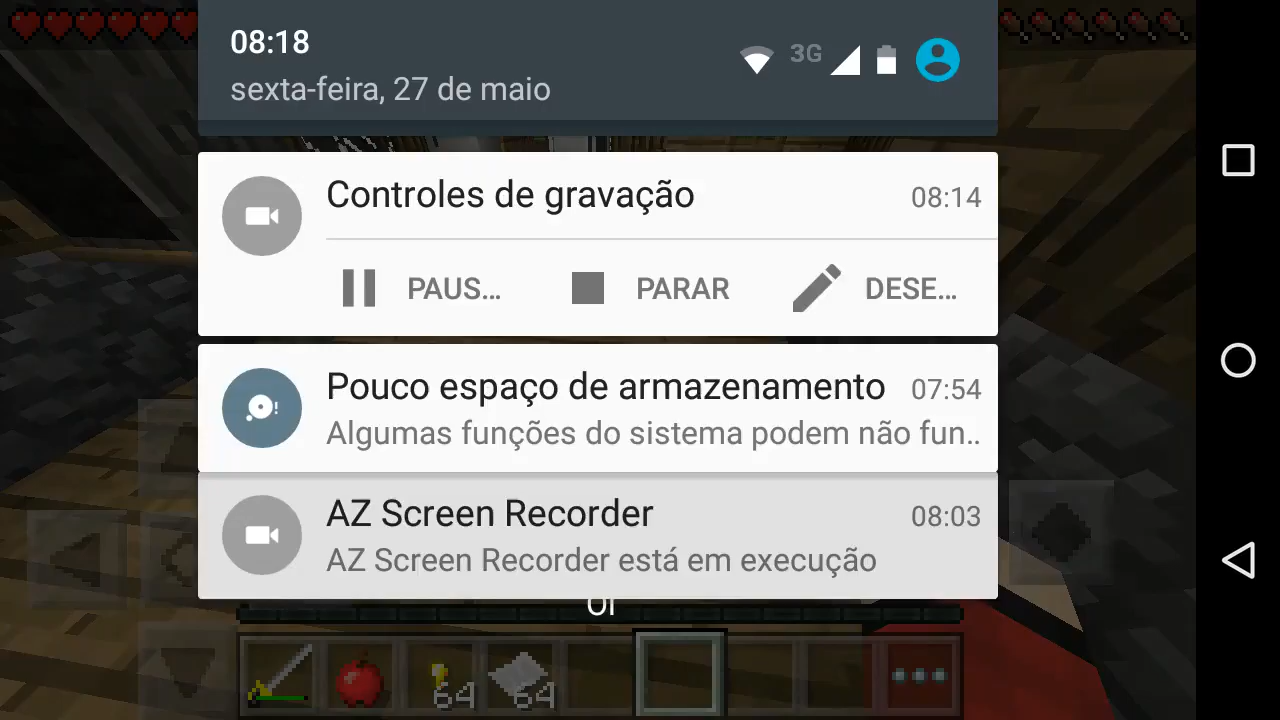 08:18
3G
sexta-feira, 27 de maio
Controles de gravação 08:14
PAUS... PARAR DESE...
Pouco espaço de armazenamento 07:54
Algumas funções do sistema podem não fun..
AZ Screen Recorder 08:03
AZ Screen Recorder está em execução
64 64